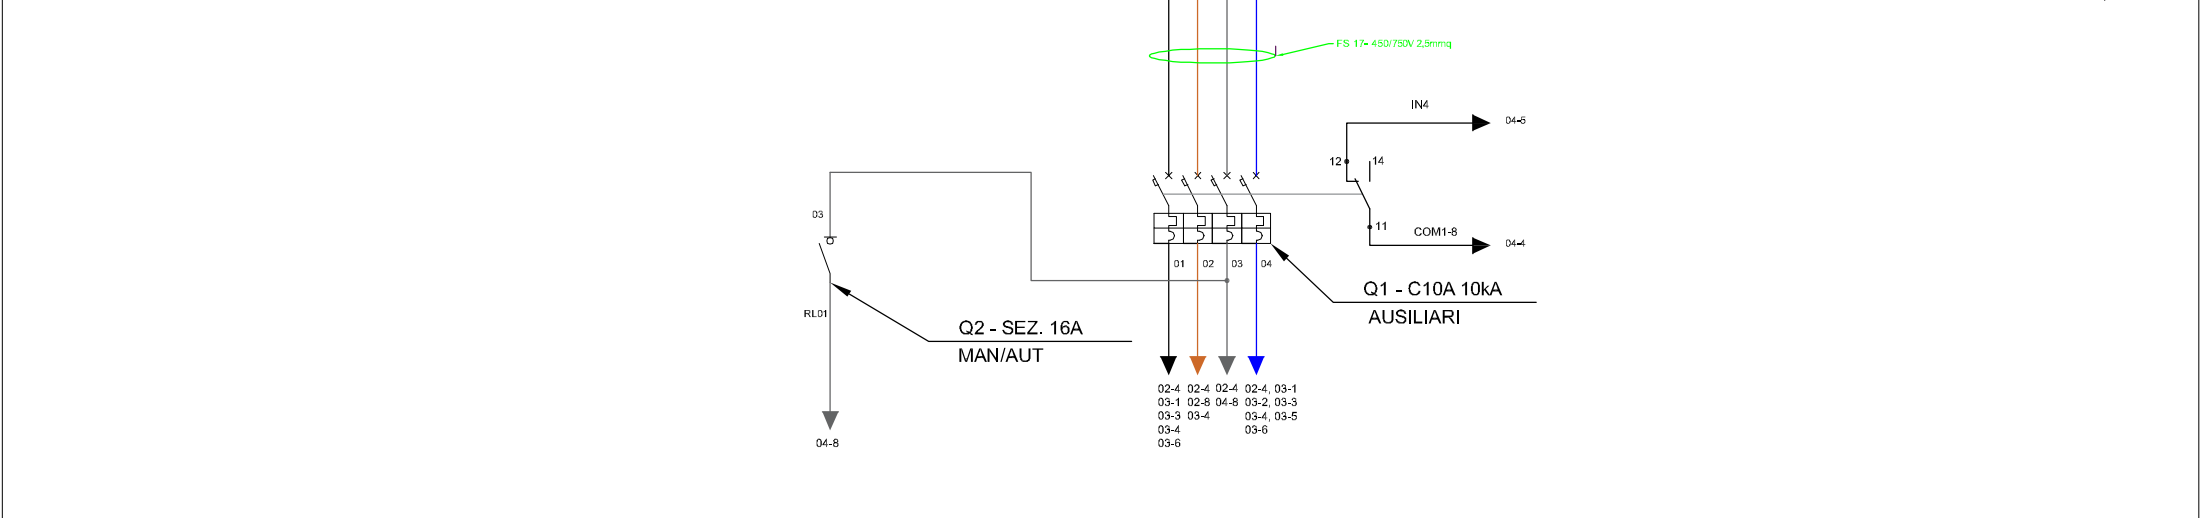 FS 17- 450/750V 2.5mmq
IN4
04-5
12
14
11
COM1-8
04-4
03
01
02
03
04
Q1 - C10A 10kA
AUSILIARI
RL01
Q2 - SEZ. 16A
MAN/AUT
02-4 02-4 02-4 02-4, 03-1
03-1 02-8 04-8 03-2, 03-3
03-3 03-4 03-4, 03-5
03-4 03-6
03-6
04-8